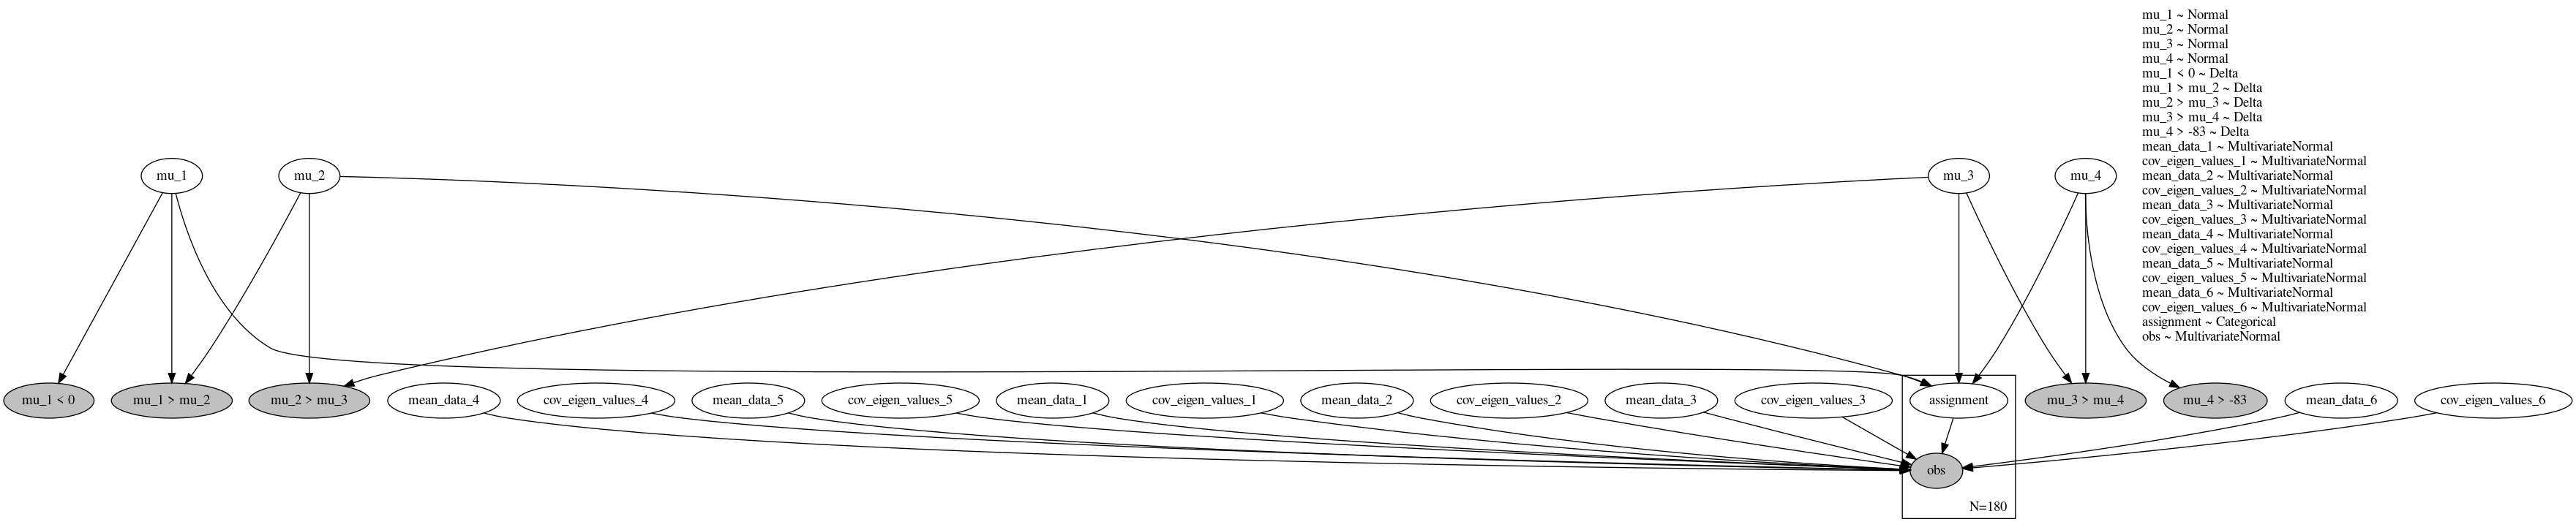 mu_1 ~ Normal
mu_2 ~ Normal
mu_3 ~ Normal
mu_4 ~ Normal
mu_1 < 0 ~ Delta
mu_1 > mu_2 ~ Delta
mu_2 > mu_3 ~ Delta
mu_3 > mu_4 ~ Delta
mu_4 > -83 ~ Delta
mean_data_1 ~ MultivariateNormal
cov_eigen_values_1 ~ MultivariateNormal
mean_data_2 ~ MultivariateNormal
cov_eigen_values_2 ~ MultivariateNormal
mean_data_3 ~ MultivariateNormal
cov_eigen_values_3 ~ MultivariateNormal
mean_data_4 ~ MultivariateNormal
cov_eigen_values_4 ~ MultivariateNormal
mean_data_5 ~ MultivariateNormal
cov_eigen_values_5 ~ MultivariateNormal
mean_data_6 ~ MultivariateNormal
cov_eigen_values_6 ~ MultivariateNormal
assignment ~ Categorical
obs ~ MultivariateNormal
mu_1
mu_2
mu_3
mu_4
mu_1 < 0
mu_1 > mu_2
mu_2 > mu_3
mean_data_4
cov_eigen_values_4
mean_data_5
cov_eigen_values_5
mean_data_1
cov_eigen_values_1
mean_data_2
cov_eigen_values_2
mean_data_3
cov_eigen_values_3
assignment
mu_3 > mu_4
mu_4 > -83
mean_data_6
cov_eigen_values_6
obs
N=180